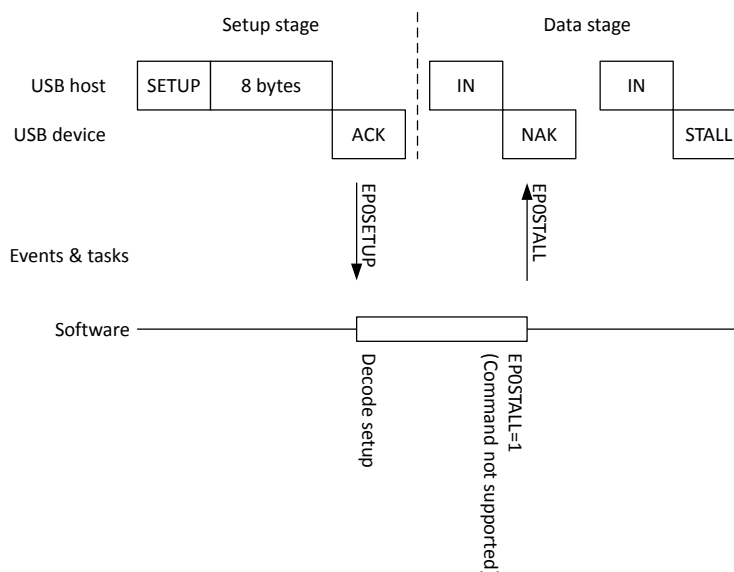 Setup stage
Data stage
USB host
SETUP
8 bytes
IN
IN
USB device
ACK
NAK
STALL
EP0SETUP
EP0STALL
Events & tasks
Software
Decode setup
EP0STALL=1
(Command not supported)